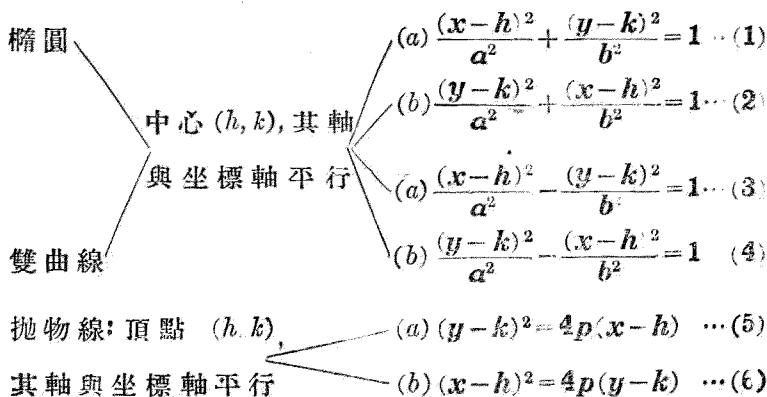 橢圓
(a) (x−h)²/a² + (y−k)²/b² = 1 ··(1)
中心 (h, k), 其軸
(b) (y−k)²/a² + (x−h)²/b² = 1···(2)
與坐標軸平行
(a) (x−h)²/a² − (y−k)²/b² = 1···(3)
雙曲線
(b) (y−k)²/a² − (x−h)²/b² = 1 (4)
拋物線: 頂點 (h, k),
(a) (y−k)² = 4p(x−h) ···(5)
其軸與坐標軸平行
(b) (x−h)² = 4p(y−k) ···(6)